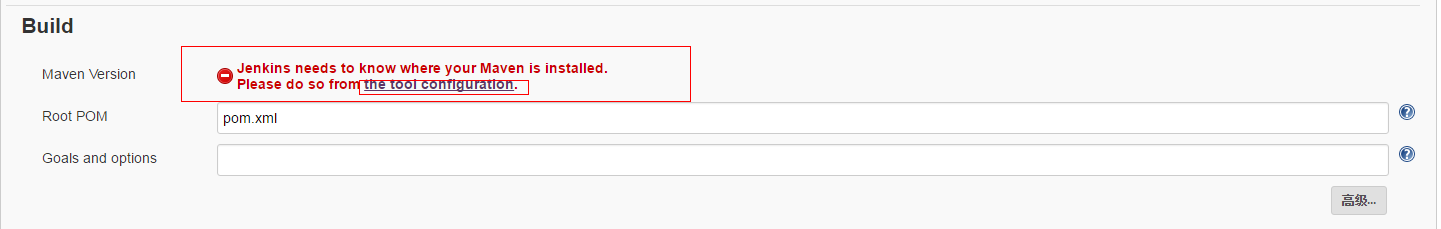 Build
Maven Version
Jenkins needs to know where your Maven is installed.
Please do so from the tool configuration.
Root POM
pom.xml
Goals and options
高级...